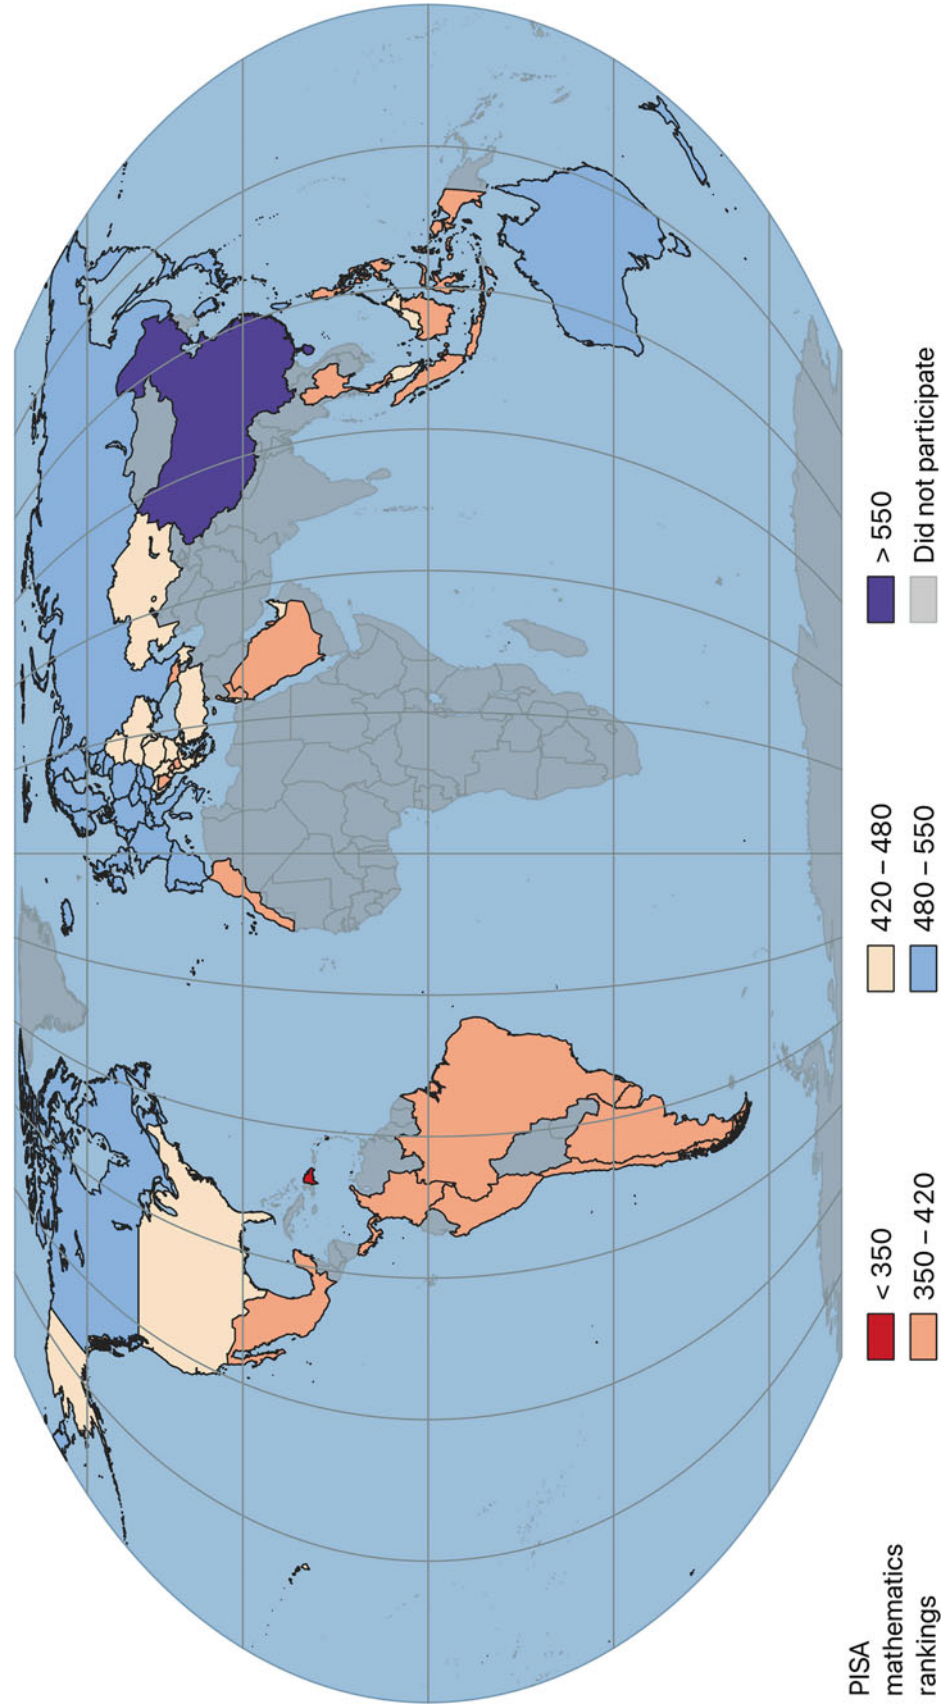 PISA
mathematics
rankings
< 350
350 – 420
420 – 480
480 – 550
> 550
Did not participate